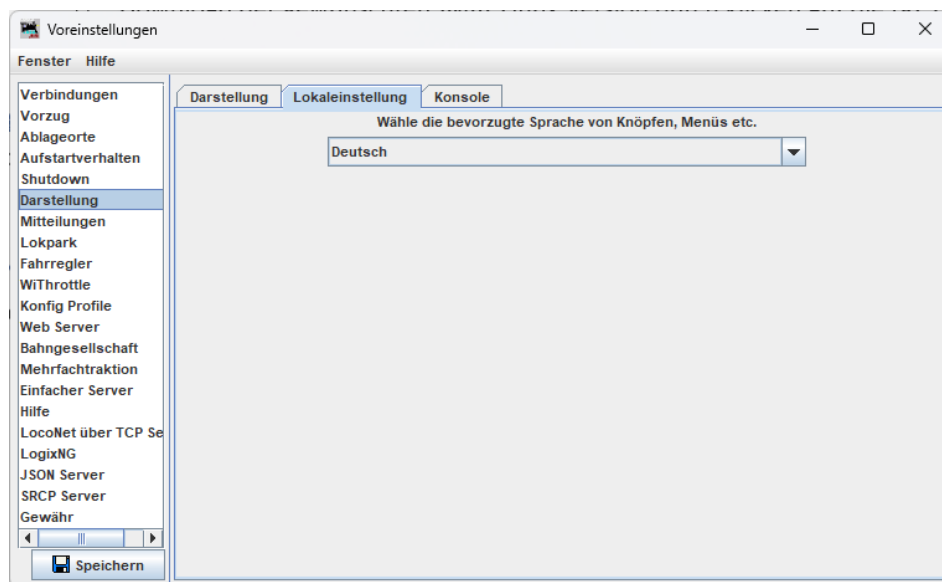 Voreinstellungen
Fenster Hilfe
Verbindungen
Vorzug
Ablageorte
Aufstartverhalten
Shutdown
Darstellung
Mitteilungen
Lokpark
Fahrregler
WiThrottle
Konfig Profile
Web Server
Bahngesellschaft
Mehrfachtraktion
Einfacher Server
Hilfe
LocoNet über TCP Se
LogixNG
JSON Server
SRCP Server
Gewähr
Speichern
Darstellung Lokaleinstellung Konsole
Wähle die bevorzugte Sprache von Knöpfen, Menüs etc.
Deutsch